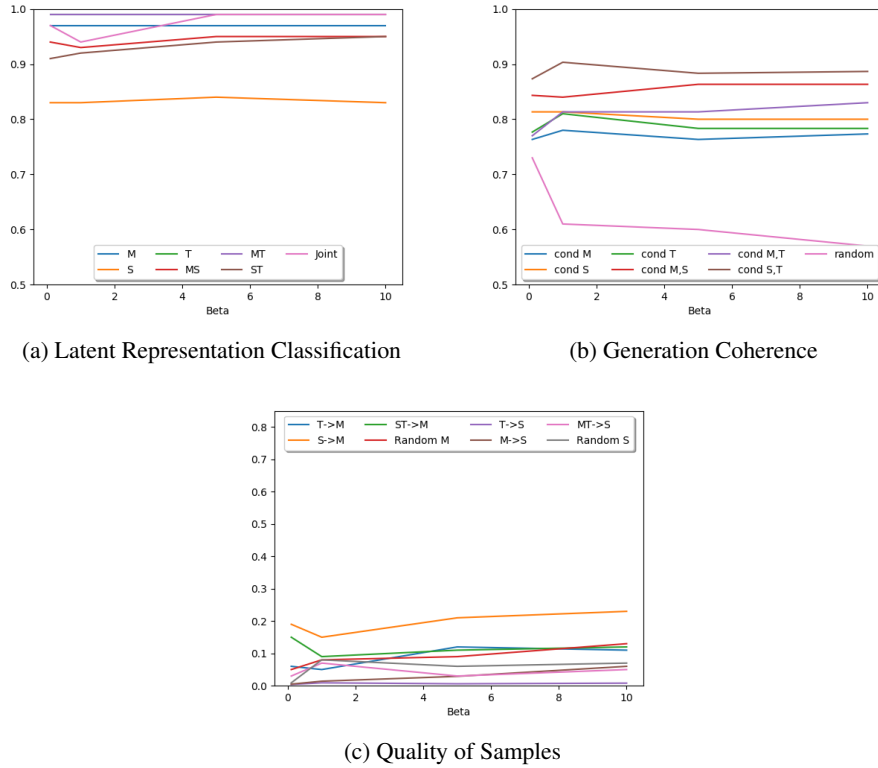 1.0
0.9
0.8
0.7
0.6
0.5
M T MT Joint
S MS ST
0 2 4 6 8 10
Beta
(a) Latent Representation Classification
1.0
0.9
0.8
0.7
0.6
0.5
cond M cond T cond M,T random
cond S cond M,S cond S,T
0 2 4 6 8 10
Beta
(b) Generation Coherence
T->M ST->M T->S MT->S
S->M Random M M->S Random S
0.8
0.7
0.6
0.5
0.4
0.3
0.2
0.1
0.0
0 2 4 6 8 10
Beta
(c) Quality of Samples